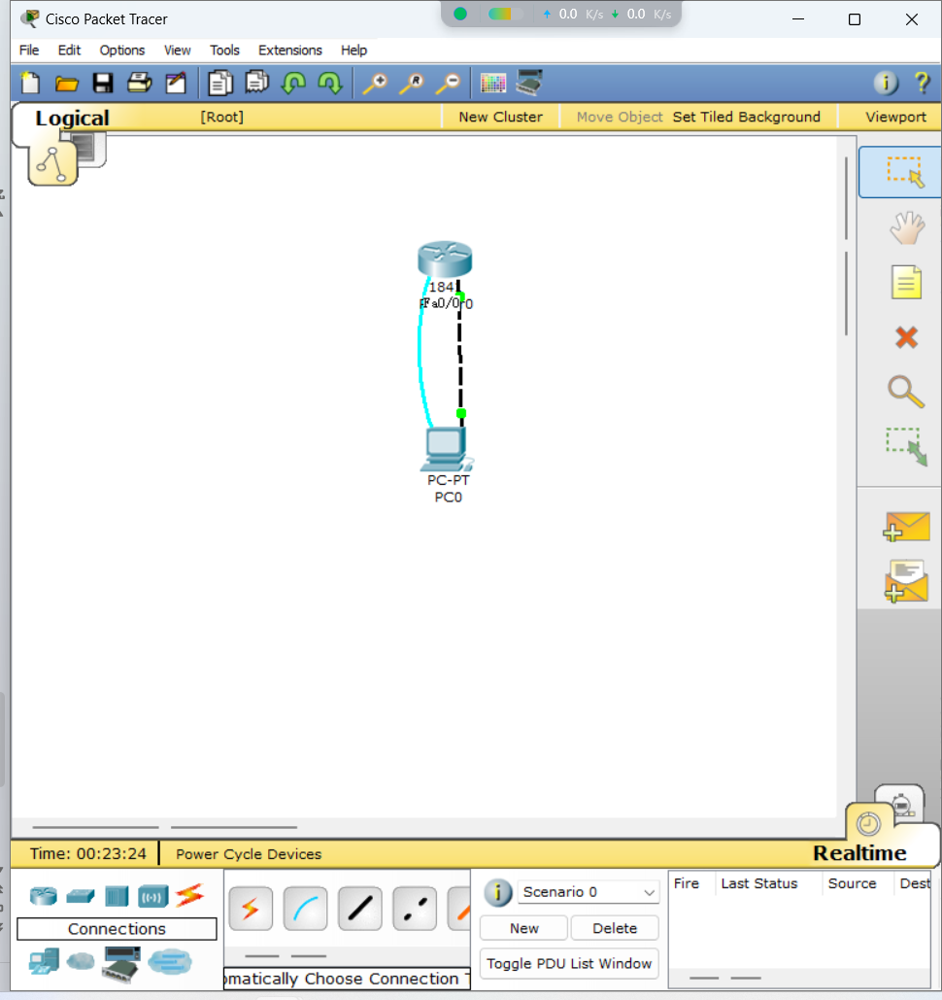 Cisco Packet Tracer
0.0 K/s 0.0 K/s
File Edit Options View Tools Extensions Help
Logical [Root] New Cluster Move Object Set Tiled Background Viewport
1841
Fa0/0
PC-PT
PC0
Time: 00:23:24 Power Cycle Devices Realtime
Connections
omatically Choose Connection T
Scenario 0
New Delete
Toggle PDU List Window
Fire Last Status Source Dest